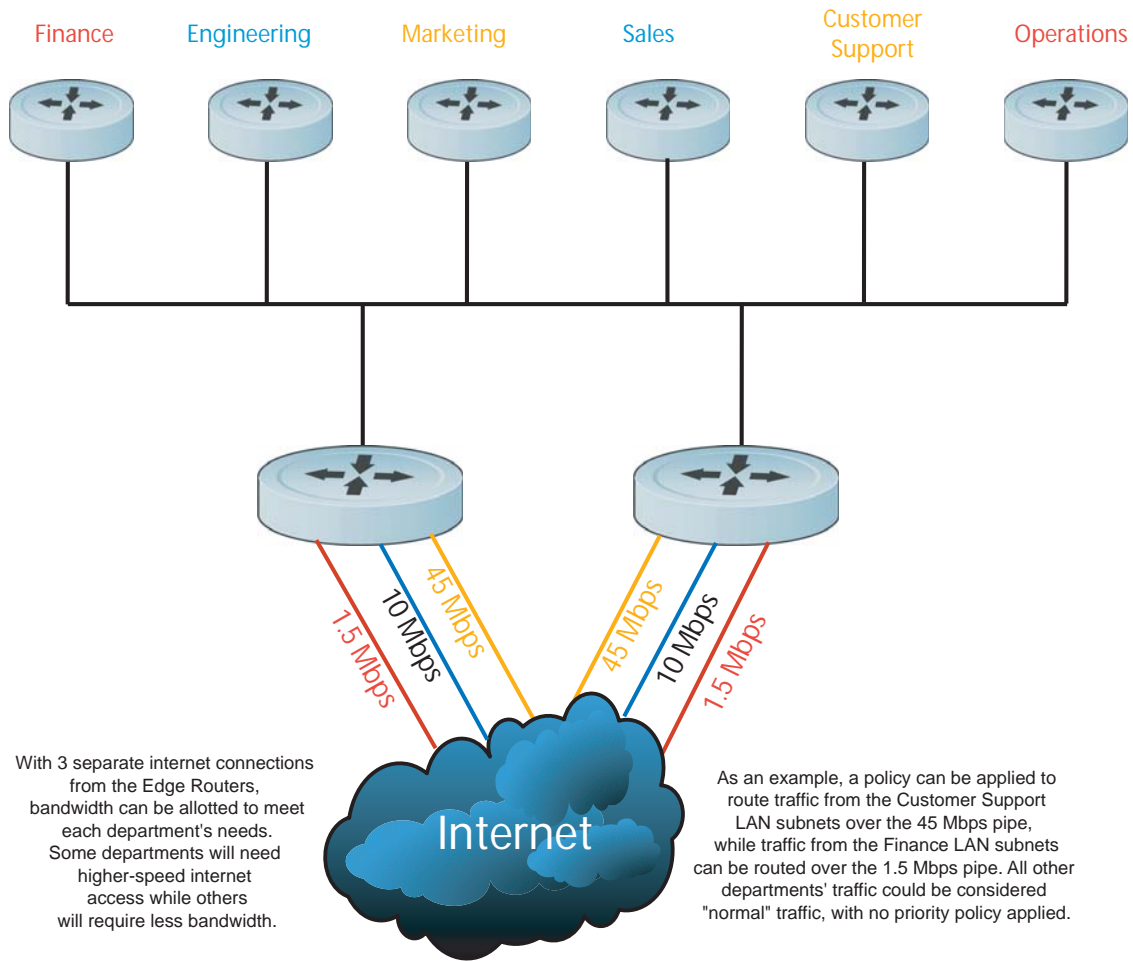 Finance
Engineering
Marketing
Sales
Customer
Support
Operations
1.5 Mbps
10 Mbps
45 Mbps
45 Mbps
10 Mbps
1.5 Mbps
With 3 separate internet connections
from the Edge Routers,
bandwidth can be allotted to meet
each department's needs.
Some departments will need
higher-speed internet
access while others
will require less bandwidth.
Internet
As an example, a policy can be applied to
route traffic from the Customer Support
LAN subnets over the 45 Mbps pipe,
while traffic from the Finance LAN subnets
can be routed over the 1.5 Mbps pipe. All other
departments' traffic could be considered
"normal" traffic, with no priority policy applied.